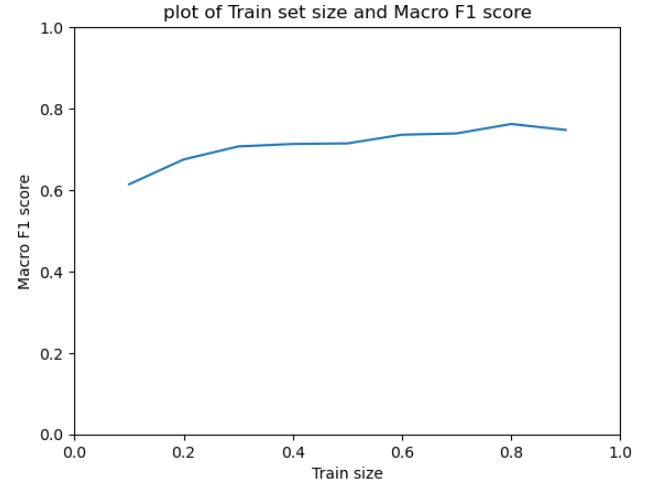 plot of Train set size and Macro F1 score
1.0
0.8
0.6
0.4
0.2
0.0
Macro F1 score
0.0 0.2 0.4 0.6 0.8 1.0
Train size